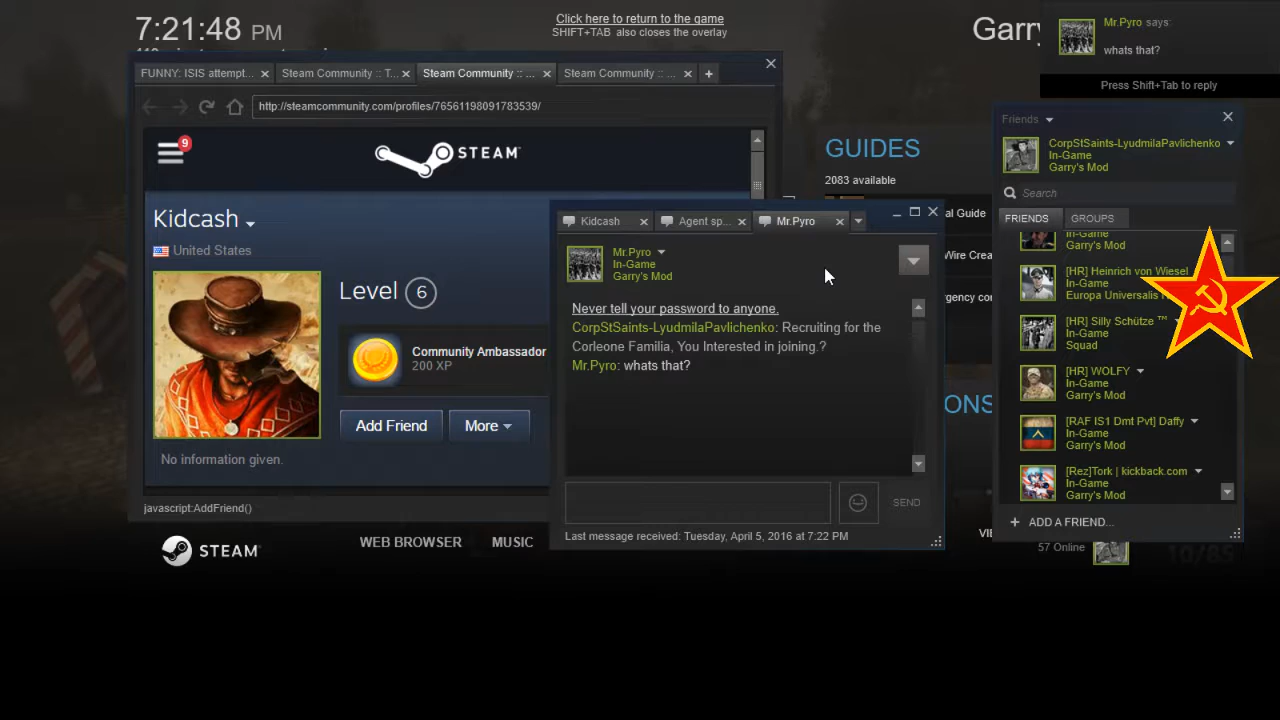 7:21:48 PM
Click here to return to the game
SHIFT+TAB also closes the overlay
Garry
Mr.Pyro says:
whats that?
Press Shift+Tab to reply
FUNNY: ISIS attempt...
Steam Community :: T...
Steam Community :: ...
Steam Community :: ...
http://steamcommunity.com/profiles/76561198091783539/
9
STEAM
Kidcash
United States
Level 6
Community Ambassador
200 XP
Add Friend
More
No information given.
javascript:AddFriend()
GUIDES
2083 available
al Guide
Wire Crea
gency con
ONS
Kidcash
Agent sp...
Mr.Pyro
Mr.Pyro
In-Game
Garry's Mod
Never tell your password to anyone.
CorpStSaints-LyudmilaPavlichenko: Recruiting for the
Corleone Familia, You Interested in joining.?
Mr.Pyro: whats that?
SEND
Last message received: Tuesday, April 5, 2016 at 7:22 PM
Friends
CorpStSaints-LyudmilaPavlichenko
In-Game
Garry's Mod
Search
FRIENDS
GROUPS
In-Game
Garry's Mod
[HR] Heinrich von Wiesel
In-Game
Europa Universalis
[HR] Silly Schütze ™
In-Game
Squad
[HR] WOLFY
In-Game
Garry's Mod
[RAF IS1 Dmt Pvt] Daffy
In-Game
Garry's Mod
[Rez]Tork | kickback.com
In-Game
Garry's Mod
+ ADD A FRIEND...
VI
57 Online
10/85
STEAM
WEB BROWSER
MUSIC